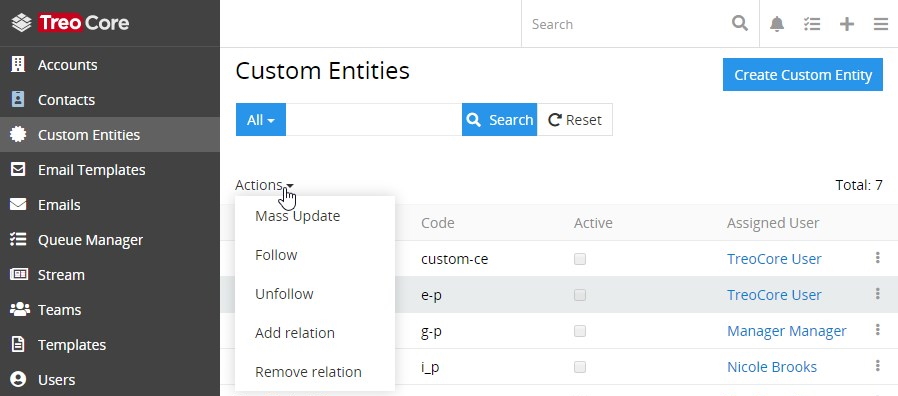 Treo Core
Search
Accounts
Contacts
Custom Entities
Email Templates
Emails
Queue Manager
Stream
Teams
Templates
Users
Custom Entities
Create Custom Entity
All
Search
Reset
Actions
Total: 7
Mass Update
Follow
Unfollow
Add relation
Remove relation
Code Active Assigned User
custom-ce TreoCore User
e-p TreoCore User
g-p Manager Manager
i_p Nicole Brooks